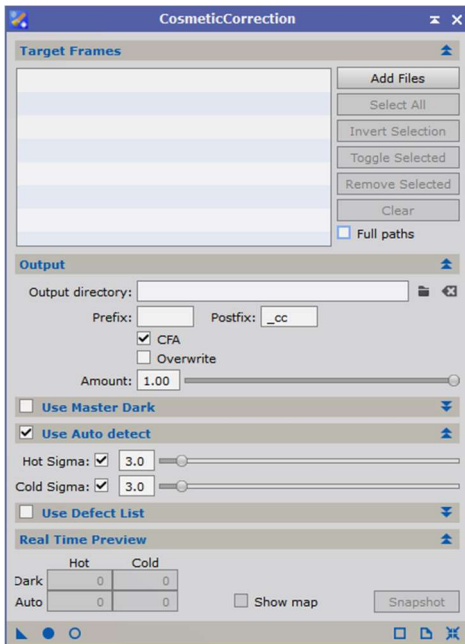 CosmeticCorrection
Target Frames
Add Files
Select All
Invert Selection
Toggle Selected
Remove Selected
Clear
Full paths
Output
Output directory:
Prefix: Postfix: _cc
CFA
Overwrite
Amount: 1.00
Use Master Dark
Use Auto detect
Hot Sigma: 3.0
Cold Sigma: 3.0
Use Defect List
Real Time Preview
Hot Cold
Dark 0 0
Auto 0 0 Show map Snapshot